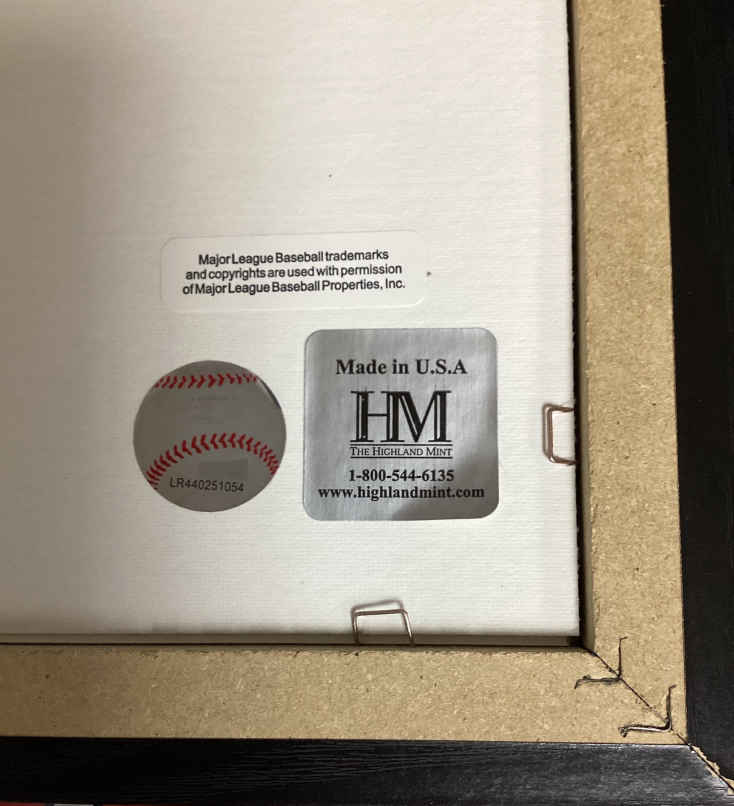 Major League Baseball trademarks
and copyrights are used with permission
of Major League Baseball Properties, Inc.
LR440251054
Made in U.S.A
HM
THE HIGHLAND MINT
1-800-544-6135
www.highlandmint.com